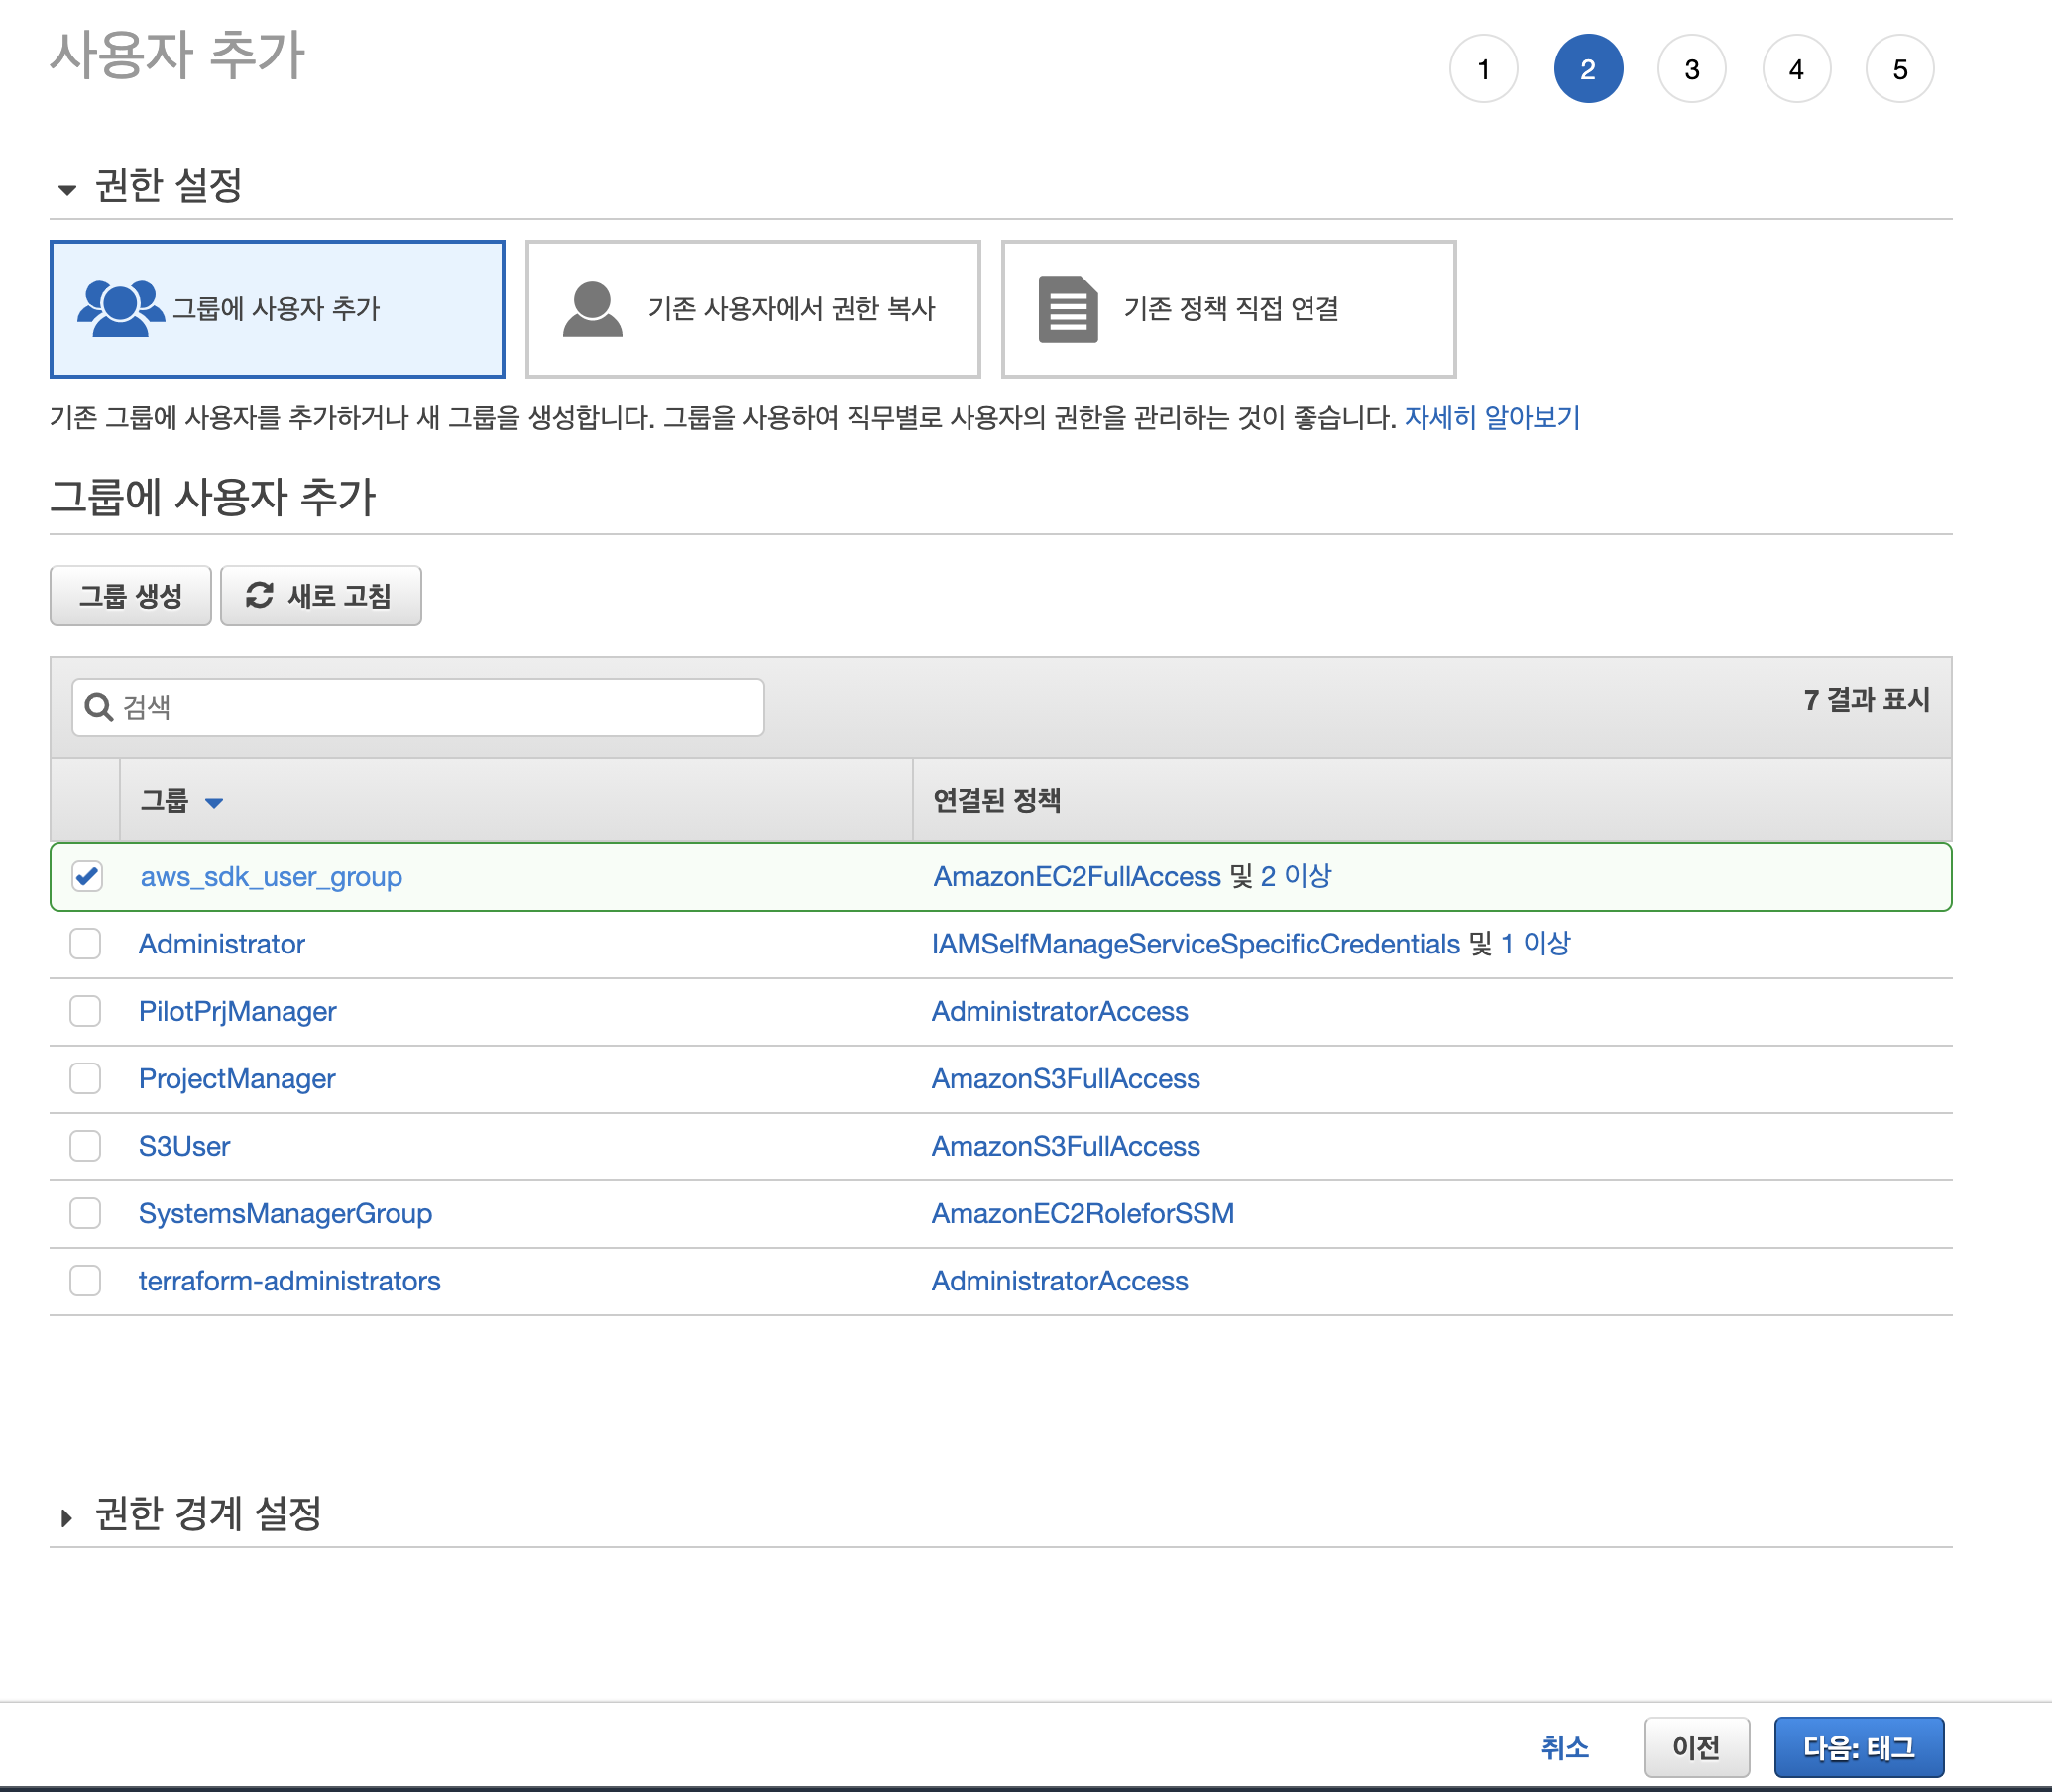 사용자 추가
1 2 3 4 5
권한 설정
그룹에 사용자 추가
기존 사용자에서 권한 복사
기존 정책 직접 연결
기존 그룹에 사용자를 추가하거나 새 그룹을 생성합니다. 그룹을 사용하여 직무별로 사용자의 권한을 관리하는 것이 좋습니다. 자세히 알아보기
그룹에 사용자 추가
그룹 생성 새로 고침
검색 7 결과 표시
그룹 연결된 정책
aws_sdk_user_group AmazonEC2FullAccess 및 2 이상
Administrator IAMSelfManageServiceSpecificCredentials 및 1 이상
PilotPrjManager AdministratorAccess
ProjectManager AmazonS3FullAccess
S3User AmazonS3FullAccess
SystemsManagerGroup AmazonEC2RoleforSSM
terraform-administrators AdministratorAccess
권한 경계 설정
취소 이전 다음: 태그